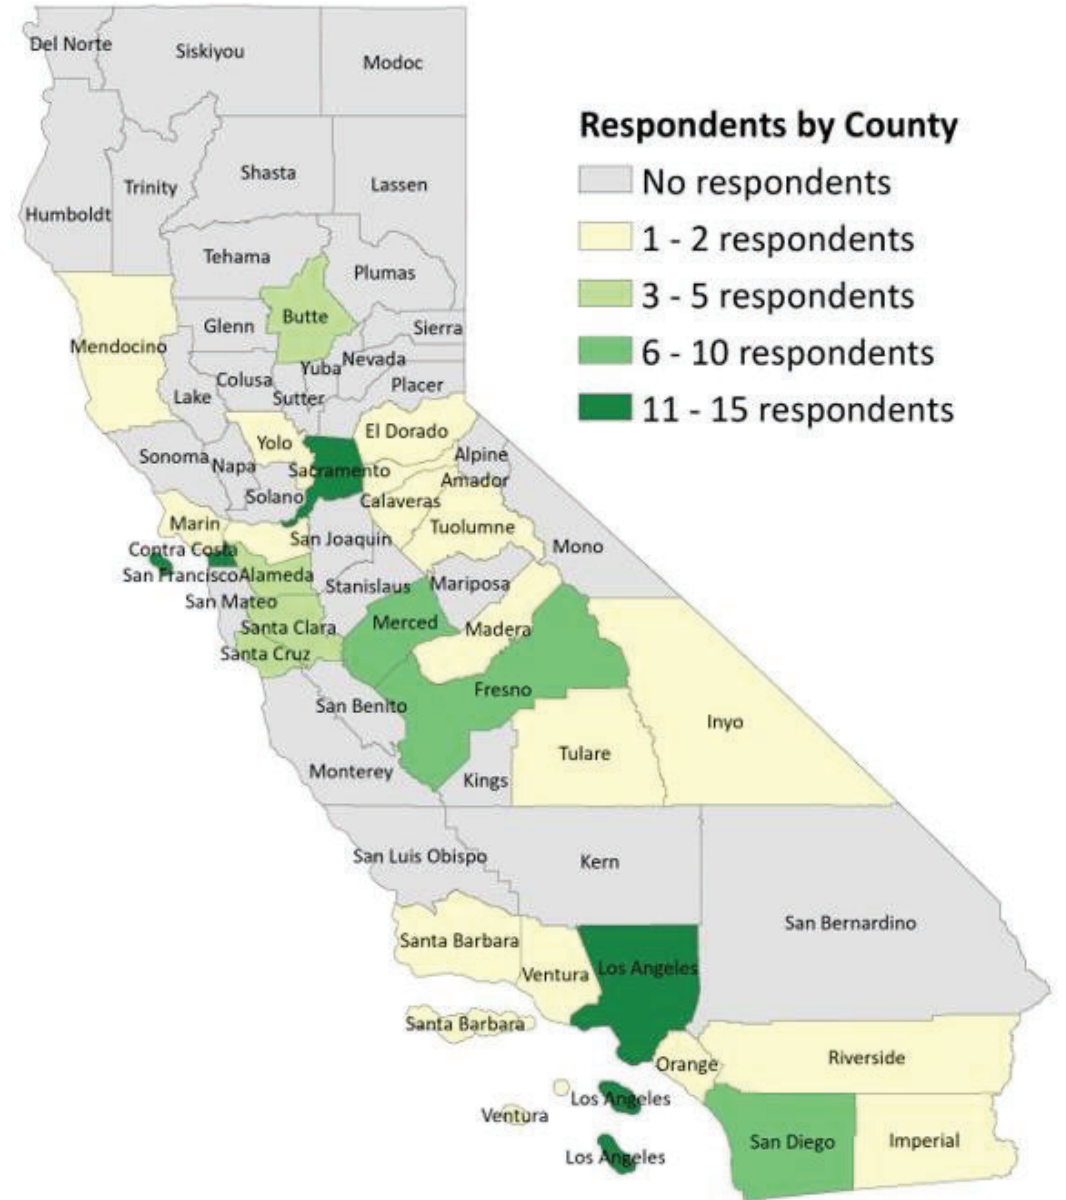 Del Norte
Siskiyou
Modoc
Respondents by County
No respondents
1 - 2 respondents
3 - 5 respondents
6 - 10 respondents
11 - 15 respondents
Shasta
Trinity
Lassen
Humboldt
Tehama
Plumas
Butte
Glenn
Sierra
Mendocino
Nevada
Yuba
Colusa
Placer
Lake
Sutter
El Dorado
Yolo
Alpine
Sonoma
Napa
Sacramento
Amador
Solano
Calaveras
Marin
Tuolumne
San Joaquin
Mono
Contra Costa
San Francisco
Alameda
Stanislaus
Mariposa
San Mateo
Merced
Santa Clara
Madera
Santa Cruz
Fresno
San Benito
Inyo
Tulare
Monterey
Kings
San Luis Obispo
Kern
San Bernardino
Santa Barbara
Los Angeles
Ventura
Santa Barbara
Riverside
Orange
Los Angeles
Ventura
San Diego
Imperial
Los Angeles